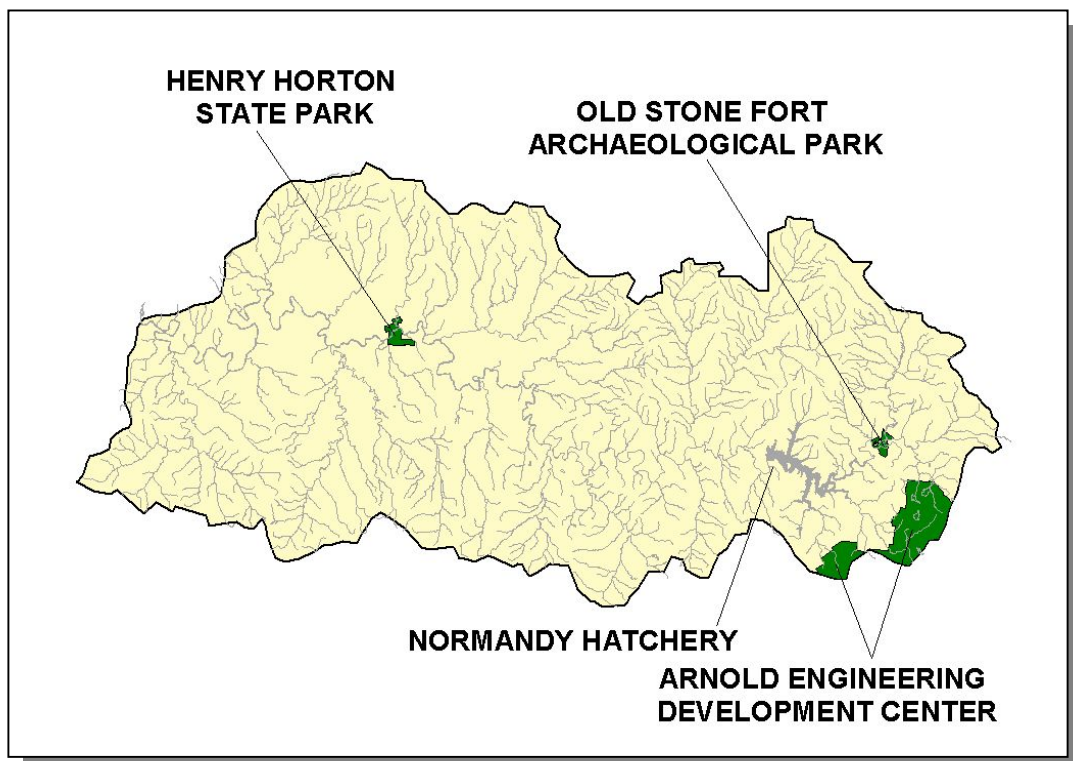 HENRY HORTON
STATE PARK
OLD STONE FORT
ARCHAEOLOGICAL PARK
NORMANDY HATCHERY
ARNOLD ENGINEERING
DEVELOPMENT CENTER